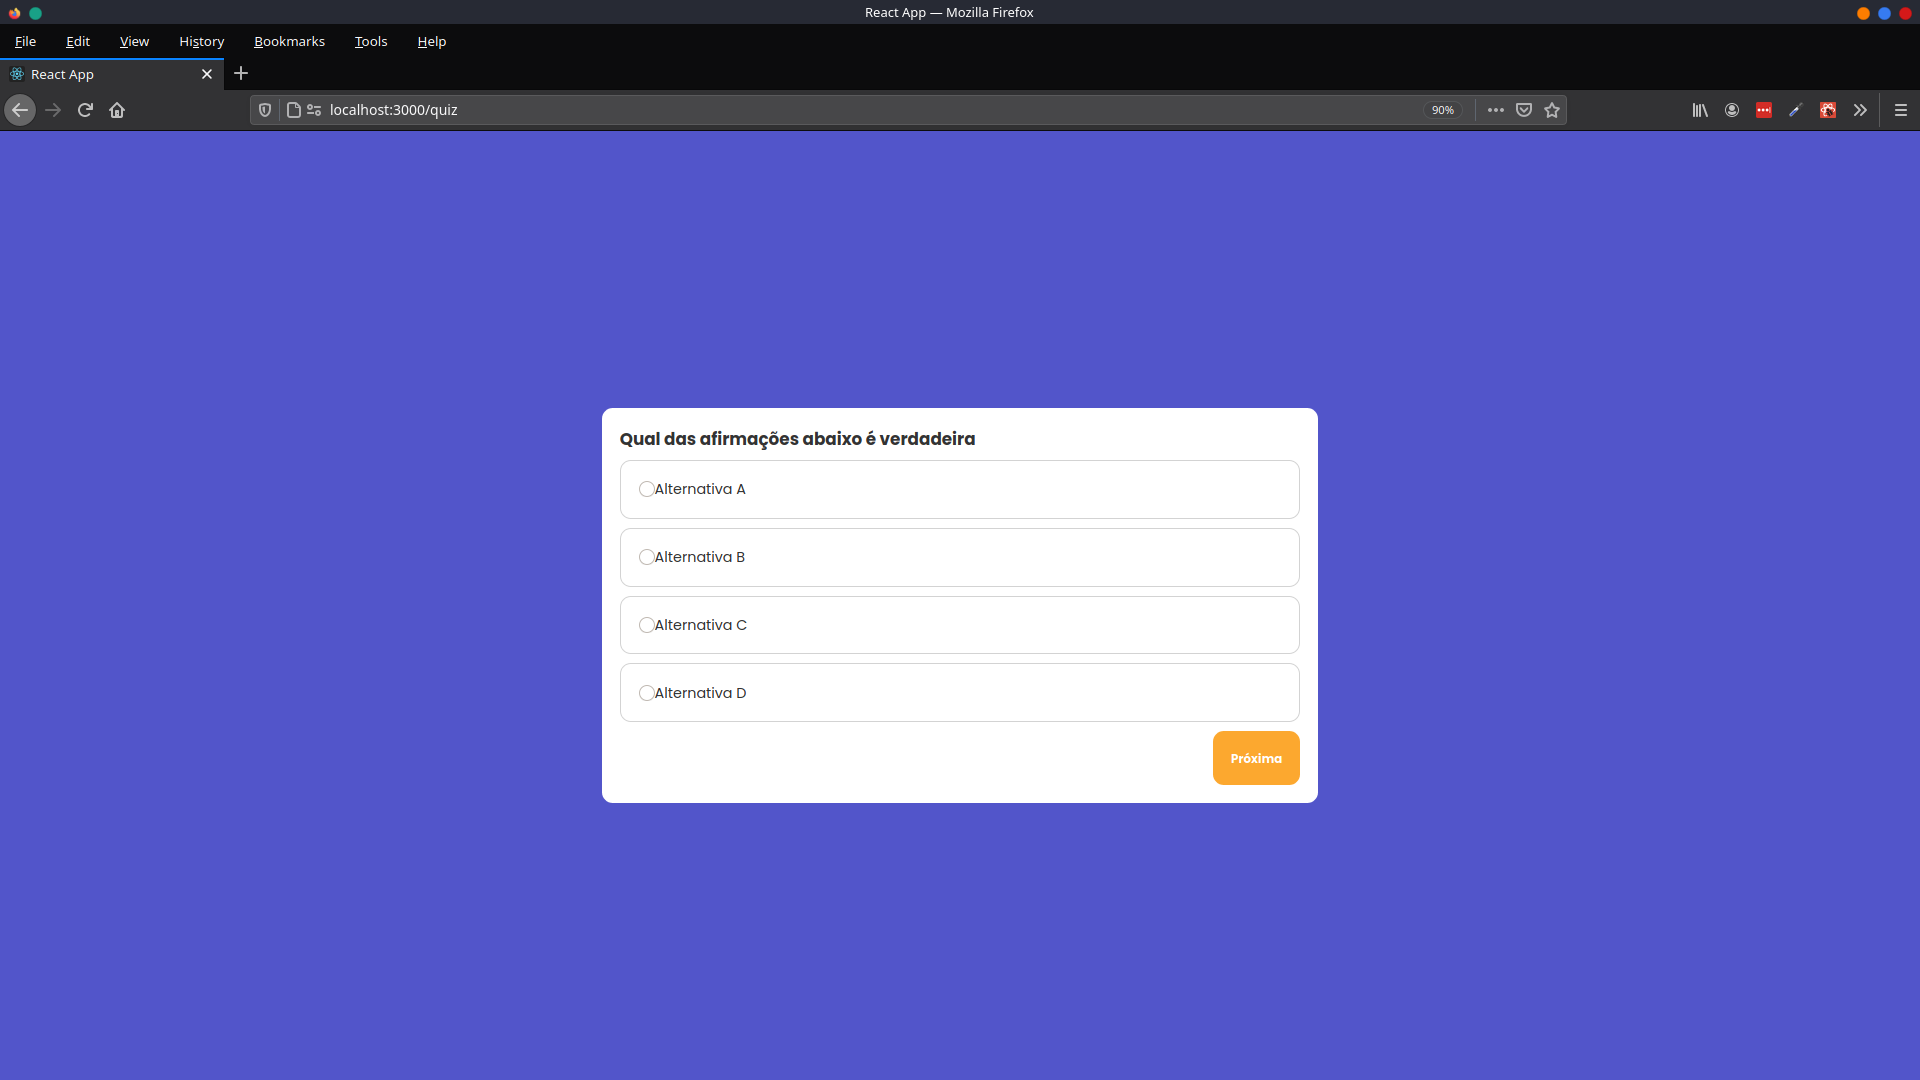 React App — Mozilla Firefox
File Edit View History Bookmarks Tools Help
React App
localhost:3000/quiz 90%
Qual das afirmações abaixo é verdadeira
Alternativa A
Alternativa B
Alternativa C
Alternativa D
Próxima